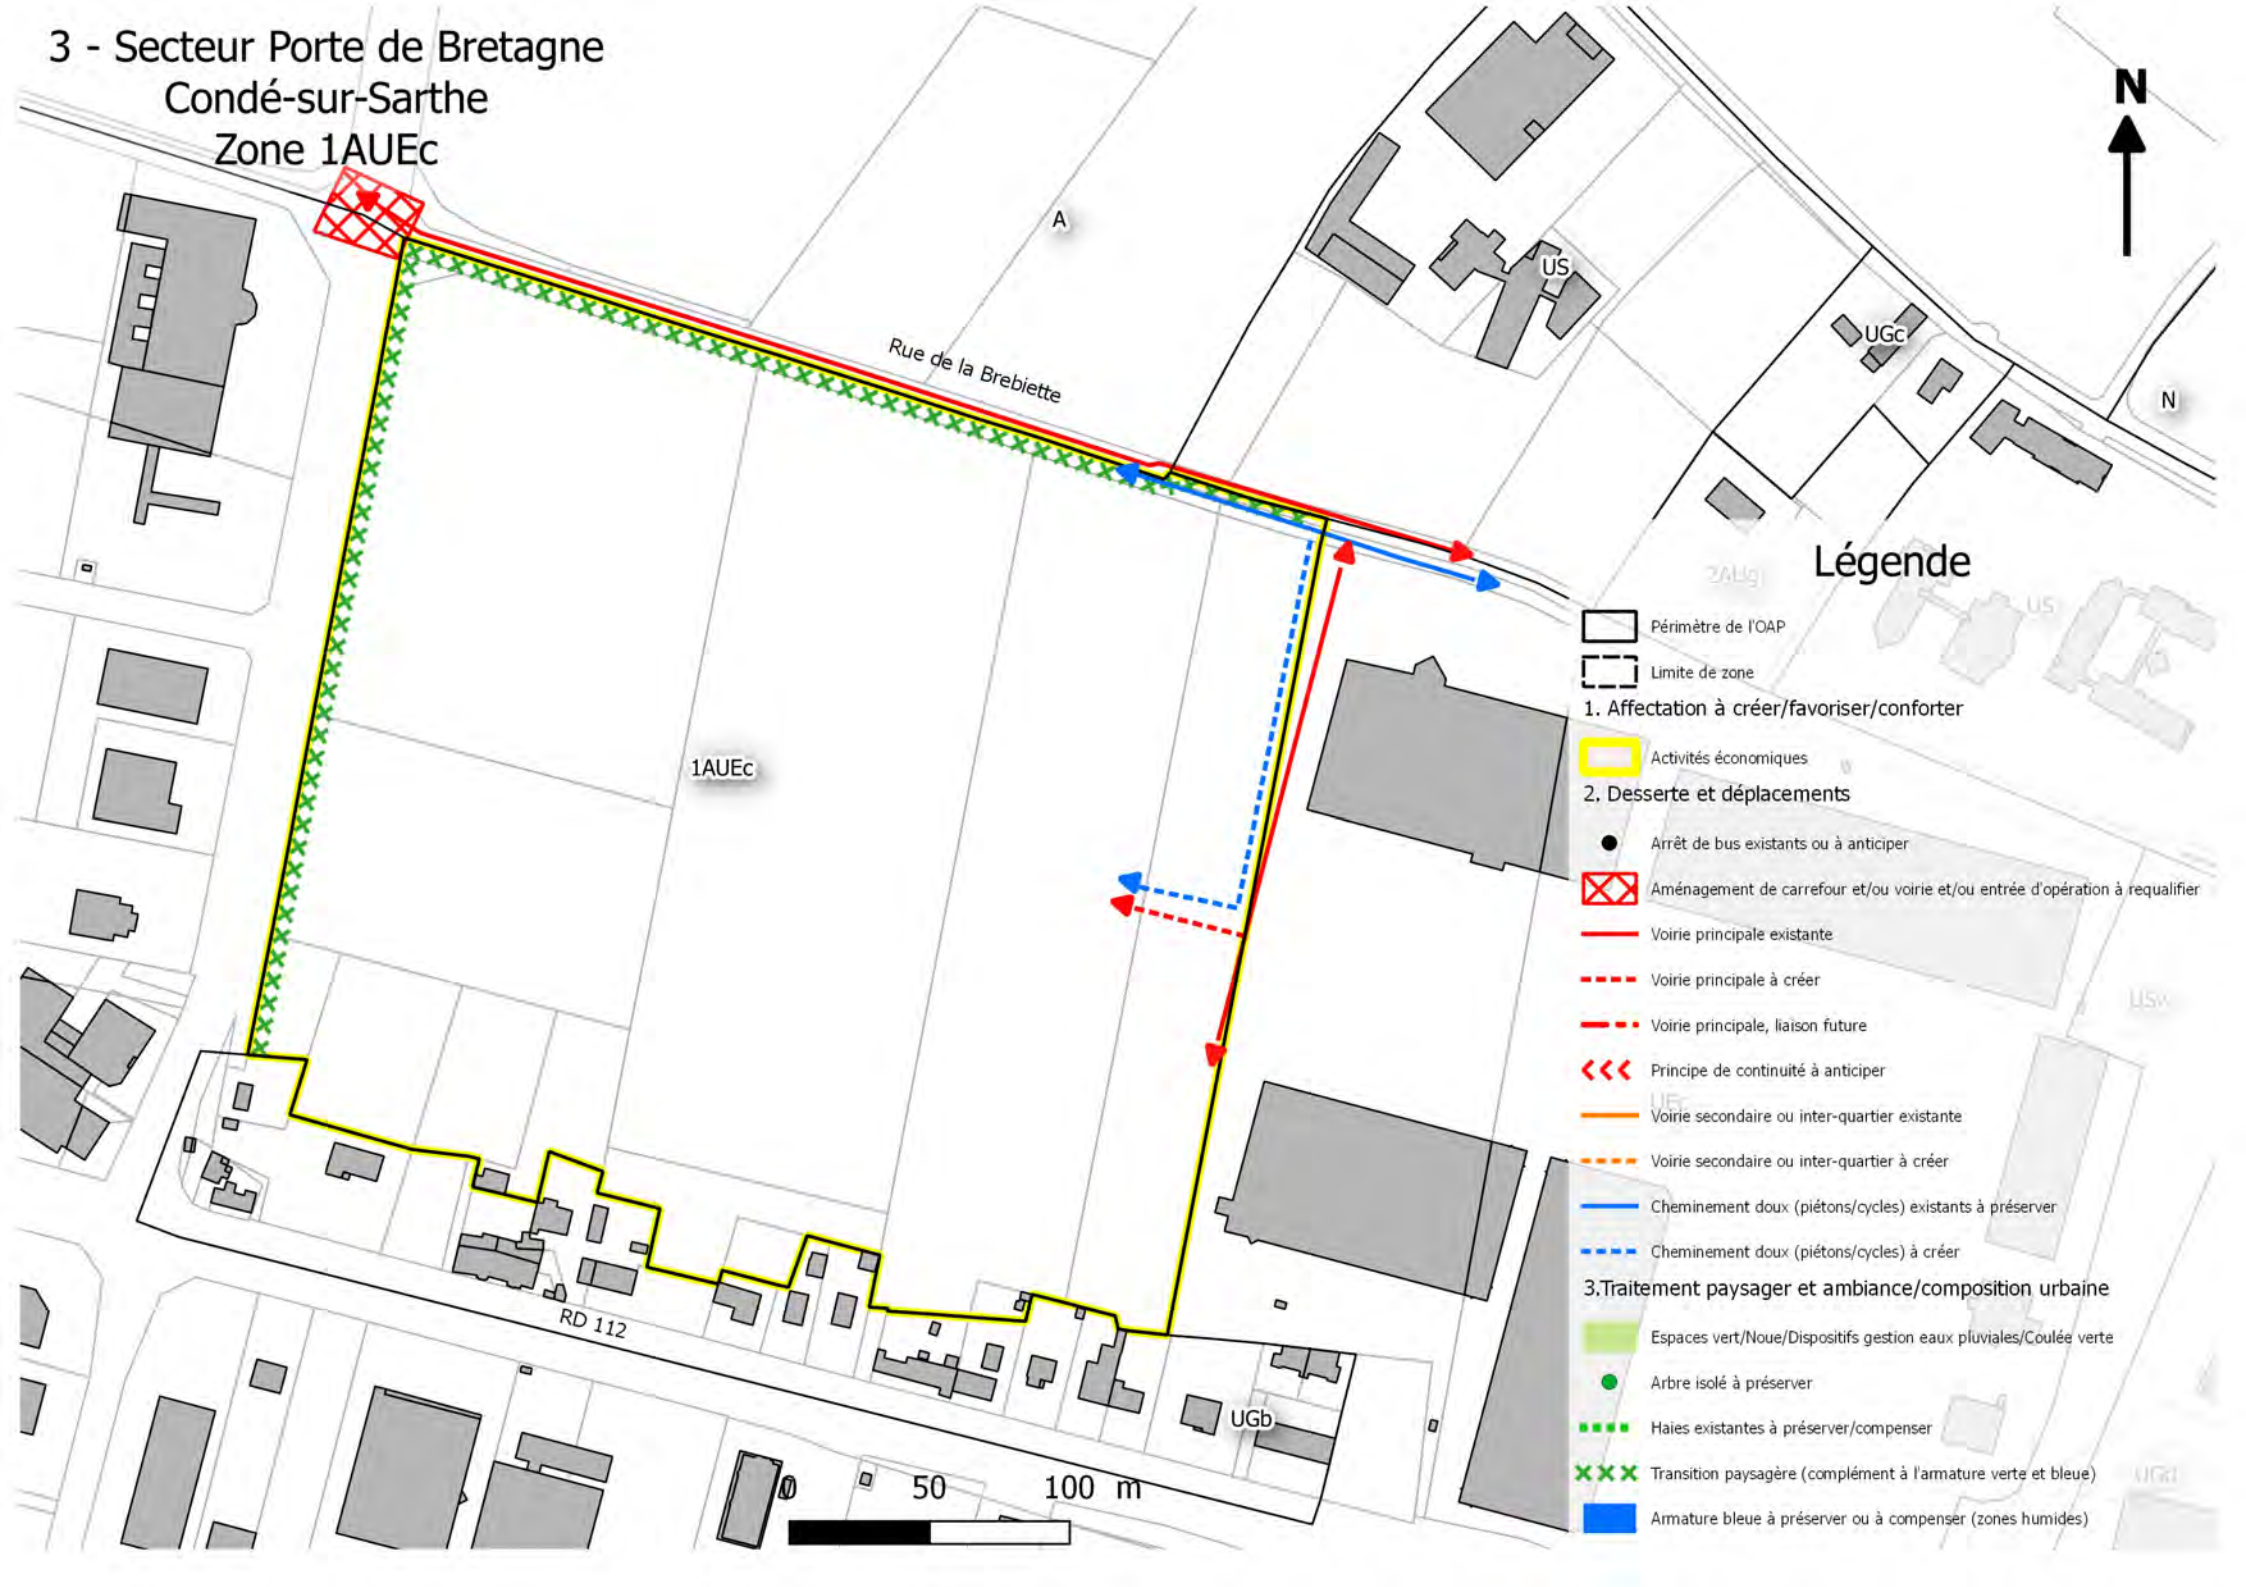 3 - Secteur Porte de Bretagne
Condé-sur-Sarthe
Zone 1AUEc
N
A
US
UGc
N
Rue de la Brebiette
1AUEc
RD 112
UGb
0 50 100 m
Légende
2AUg
US
Périmètre de l'OAP
Limite de zone
1. Affectation à créer/favoriser/conforter
Activités économiques
2. Desserte et déplacements
Arrêt de bus existants ou à anticiper
Aménagement de carrefour et/ou voirie et/ou entrée d'opération à requalifier
Voirie principale existante
Voirie principale à créer
Voirie principale, liaison future
Principe de continuité à anticiper
UEc
Voirie secondaire ou inter-quartier existante
Voirie secondaire ou inter-quartier à créer
Cheminement doux (piétons/cycles) existants à préserver
Cheminement doux (piétons/cycles) à créer
3.Traitement paysager et ambiance/composition urbaine
Espaces vert/Noue/Dispositifs gestion eaux pluviales/Coulée verte
Arbre isolé à préserver
Haies existantes à préserver/compenser
Transition paysagère (complément à l'armature verte et bleue)
Armature bleue à préserver ou à compenser (zones humides)